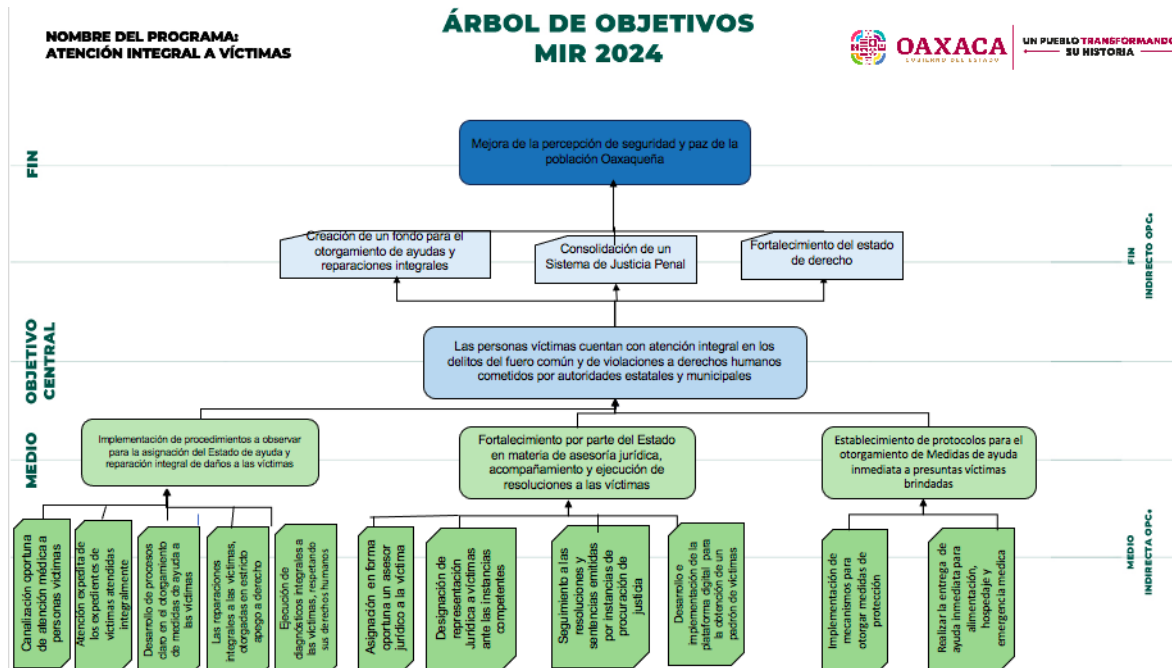 NOMBRE DEL PROGRAMA:
ATENCIÓN INTEGRAL A VÍCTIMAS
ÁRBOL DE OBJETIVOS
MIR 2024
OAXACA
GOBIERNO DEL ESTADO
UN PUEBLO TRANSFORMANDO
SU HISTORIA
FIN
Mejora de la percepción de seguridad y paz de la
población Oaxaqueña
FIN
INDIRECTO OPC.
Creación de un fondo para el
otorgamiento de ayudas y
reparaciones integrales
Consolidación de un
Sistema de Justicia Penal
Fortalecimiento del estado
de derecho
OBJETIVO
CENTRAL
Las personas víctimas cuentan con atención integral en los
delitos del fuero común y de violaciones a derechos humanos
cometidos por autoridades estatales y municipales
MEDIO
Implementación de procedimientos a observar
para la asignación del Estado de ayuda y
reparación integral de daños a las víctimas
Fortalecimiento por parte del Estado
en materia de asesoría jurídica,
acompañamiento y ejecución de
resoluciones a las víctimas
Establecimiento de protocolos para el
otorgamiento de Medidas de ayuda
inmediata a presuntas víctimas
brindadas
MEDIO
INDIRECTO OPC.
Canalización oportuna
de atención médica a
personas víctimas
Atención expedita de
los expedientes de
víctimas atendidas
integralmente
Desarrollo de procesos
claro en el otorgamiento
de medidas de ayuda a
las víctimas
Las reparaciones
integrales a las víctimas,
otorgadas en estricto
apego a derecho
Ejecución de
diagnósticos integrales a
las víctimas, respetando
sus derechos humanos
Asignación en forma
oportuna un asesor
jurídico a la víctima
Designación de
representación
Jurídica a víctimas
ante las instancias
competentes
Seguimiento a las
resoluciones y
sentencias emitidas
por instancias de
procuración de
justicia
Desarrollo e
implementación de la
plataforma digital para
la obtención de un
padrón de víctimas
Implementación de
mecanismos para
otorgar medidas de
protección
Realizar la entrega de
ayuda inmediata para
alimentación,
hospedaje y
emergencia medica